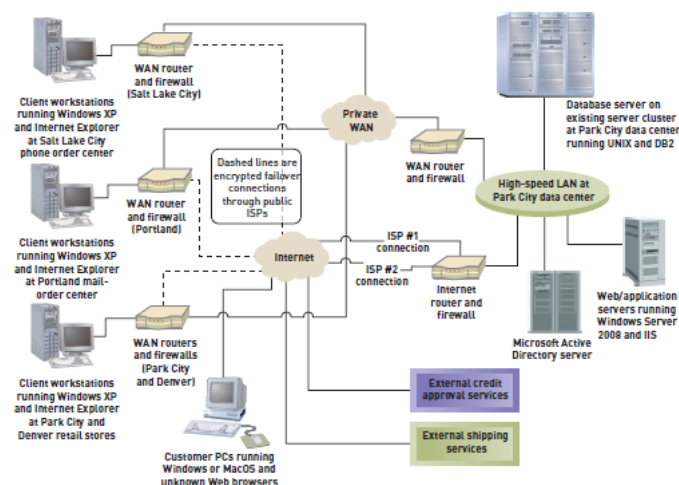 WAN router
and firewall
(Salt Lake City)
Client workstations
running Windows XP
and Internet Explorer
at Salt Lake City
phone order center
Private
WAN
WAN router
and firewall
Database server on
existing server cluster
at Park City data center
running UNIX and DB2
Dashed lines are
encrypted failover
connections
through public
ISPs
High-speed LAN at
Park City data center
WAN router
and firewall
(Portland)
Client workstations
running Windows XP
and Internet Explorer
at Portland mail-
order center
Internet
ISP #1
connection
ISP #2
connection
Internet
router and
firewall
Web/application
servers running
Windows Server
2008 and IIS
Microsoft Active
Directory server
WAN routers
and firewalls
(Park City
and Denver)
Client workstations
running Windows XP
and Internet Explorer
at Park City and
Denver retail stores
External credit
approval services
External shipping
services
Customer PCs running
Windows or MacOS and
unknown Web browsers